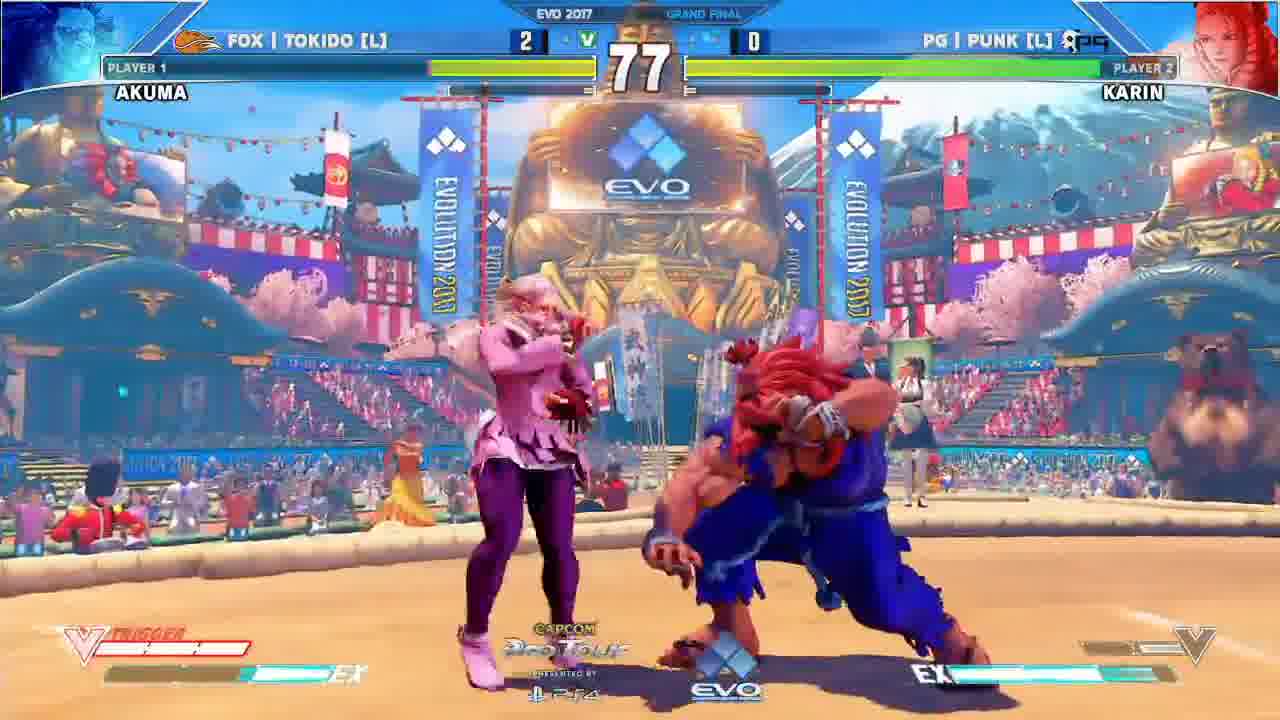 EVO 2017 GRAND FINAL
FOX | TOKIDO [L] 2 V 77 0 PG | PUNK [L]
PLAYER 1 PLAYER 2
AKUMA KARIN
EVO
EVOLUTION 2017
EVOLUTION 2017
V TRIGGER
EX
CAPCOM
PRO TOUR
PRESENTED BY
PS4
EVO
EX
V